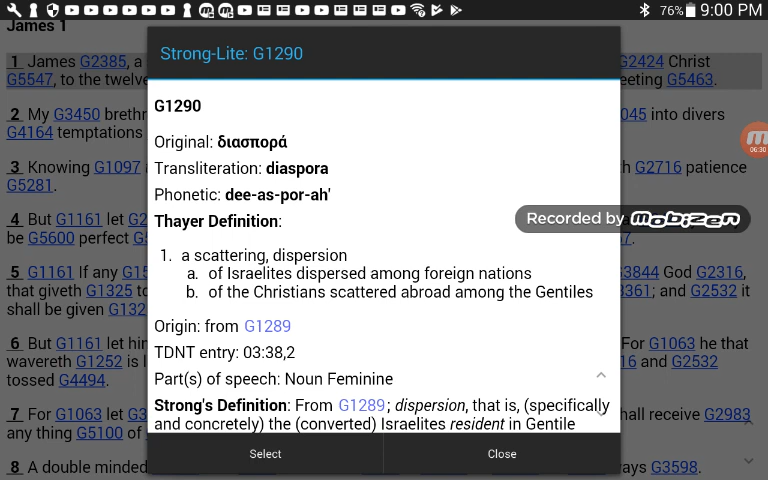 76% 9:00 PM
James 1
Strong-Lite: G1290
1 James G2385, a G2424 Christ
G5547, to the twelve eeting G5463.
G1290
2 My G3450 brethr 045 into divers
G4164 temptations
Original: διασπορά
06:30
Transliteration: diaspora
3 Knowing G1097 h G2716 patience
G5281.
Phonetic: dee-as-por-ah'
Thayer Definition:
Recorded by mobizen
4 But G1161 let G2
be G5600 perfect G5 7.
1. a scattering, dispersion
a. of Israelites dispersed among foreign nations
b. of the Christians scattered abroad among the Gentiles
5 G1161 If any G15 3844 God G2316,
that giveth G1325 to 361; and G2532 it
shall be given G132
Origin: from G1289
TDNT entry: 03:38,2
6 But G1161 let hin For G1063 he that
wavereth G1252 is l 16 and G2532
tossed G4494.
Part(s) of speech: Noun Feminine
Strong's Definition: From G1289; dispersion, that is, (specifically
and concretely) the (converted) Israelites resident in Gentile
7 For G1063 let G3 hall receive G2983
any thing G5100 of
Select Close
8 A double minded ays G3598.